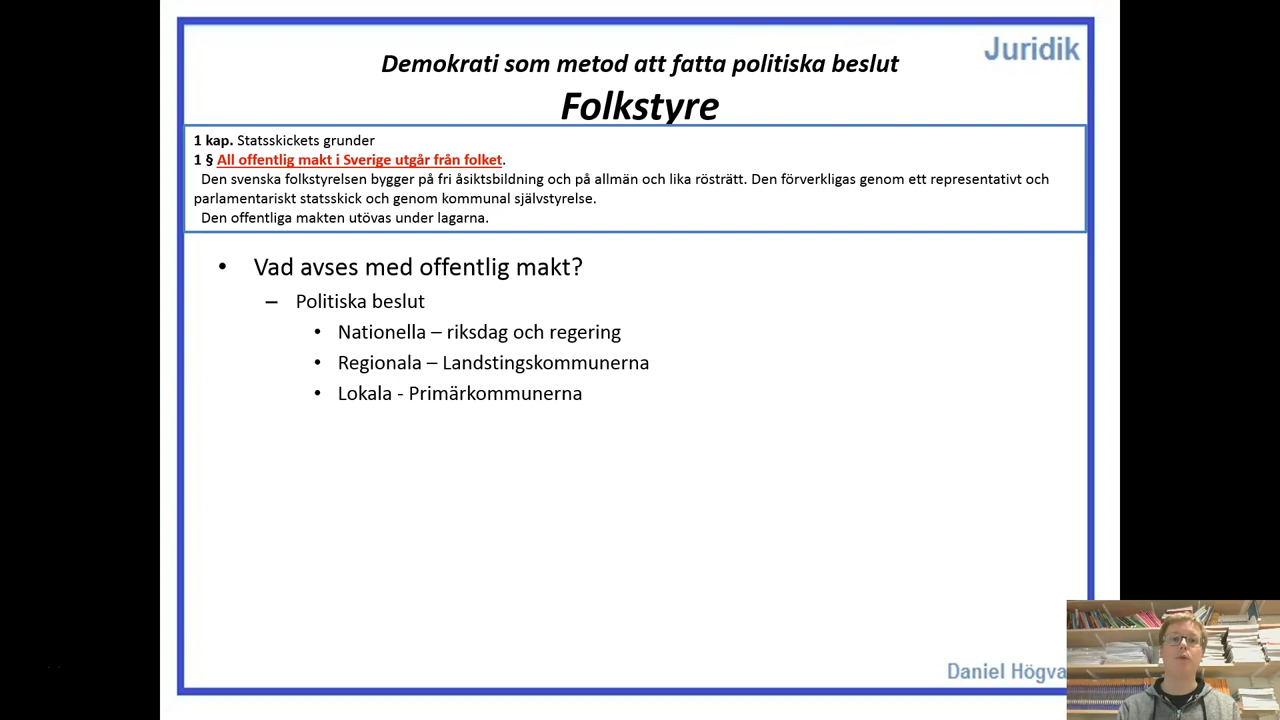 Juridik
Demokrati som metod att fatta politiska beslut
Folkstyre
1 kap. Statsskickets grunder
1 § All offentlig makt i Sverige utgår från folket.
Den svenska folkstyrelsen bygger på fri åsiktsbildning och på allmän och lika rösträtt. Den förverkligas genom ett representativt och
parlamentariskt statsskick och genom kommunal självstyrelse.
Den offentliga makten utövas under lagarna.
• Vad avses med offentlig makt?
– Politiska beslut
• Nationella – riksdag och regering
• Regionala – Landstingskommunerna
• Lokala - Primärkommunerna
Daniel Högva